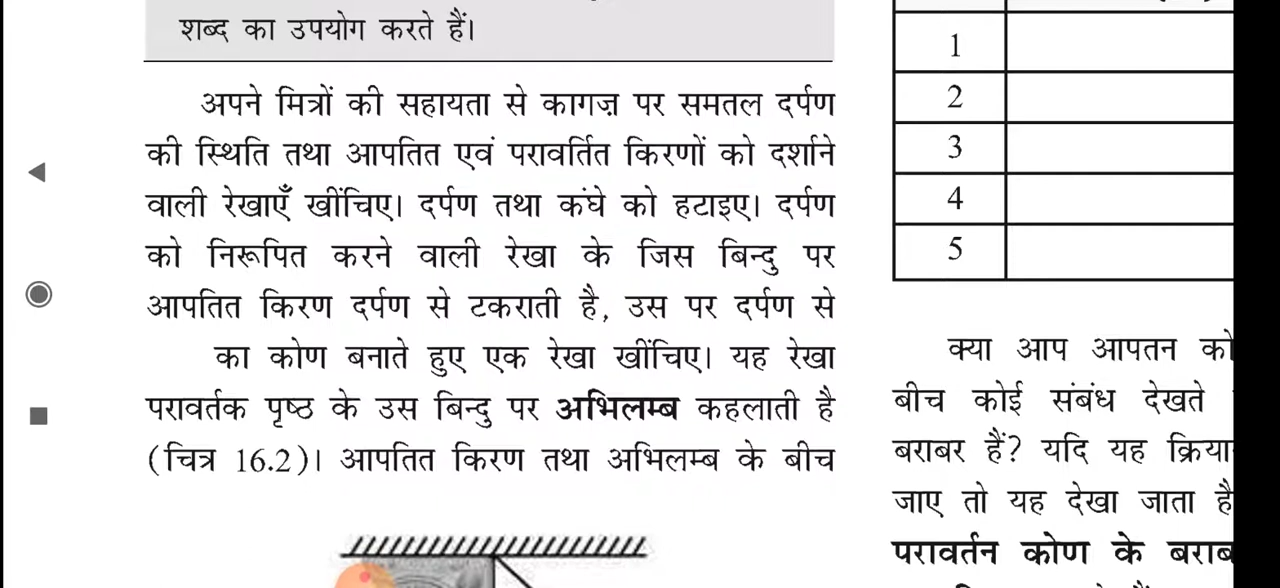 शब्द का उपयोग करते हैं।
अपने मित्रों की सहायता से कागज़ पर समतल दर्पण
की स्थिति तथा आपतित एवं परावर्तित किरणों को दर्शाने
वाली रेखाएँ खींचिए। दर्पण तथा कंघे को हटाइए। दर्पण
को निरूपित करने वाली रेखा के जिस बिन्दु पर
आपतित किरण दर्पण से टकराती है, उस पर दर्पण से
का कोण बनाते हुए एक रेखा खींचिए। यह रेखा
परावर्तक पृष्ठ के उस बिन्दु पर अभिलम्ब कहलाती है
(चित्र 16.2)। आपतित किरण तथा अभिलम्ब के बीच
1
2
3
4
5
क्या आप आपतन को
बीच कोई संबंध देखते
बराबर हैं? यदि यह क्रिया
जाए तो यह देखा जाता है
परावर्तन कोण के बराब